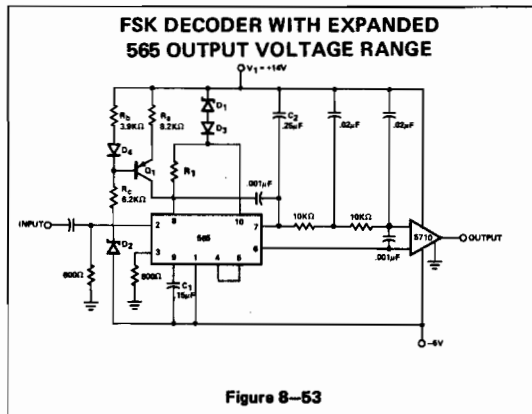 FSK DECODER WITH EXPANDED
565 OUTPUT VOLTAGE RANGE
V1 = +14V
Rb
3.9KΩ
Ra
8.2KΩ
D1
D3
C2
.25µF
.02µF
.02µF
D4
Q1
R1
Rc
8.2KΩ
.001µF
INPUT
2
8
10
7
10KΩ
10KΩ
565
D2
3
6
5710
OUTPUT
600Ω
600Ω
9
1
4
5
.001µF
C1
15µF
–6V
Figure 8–53